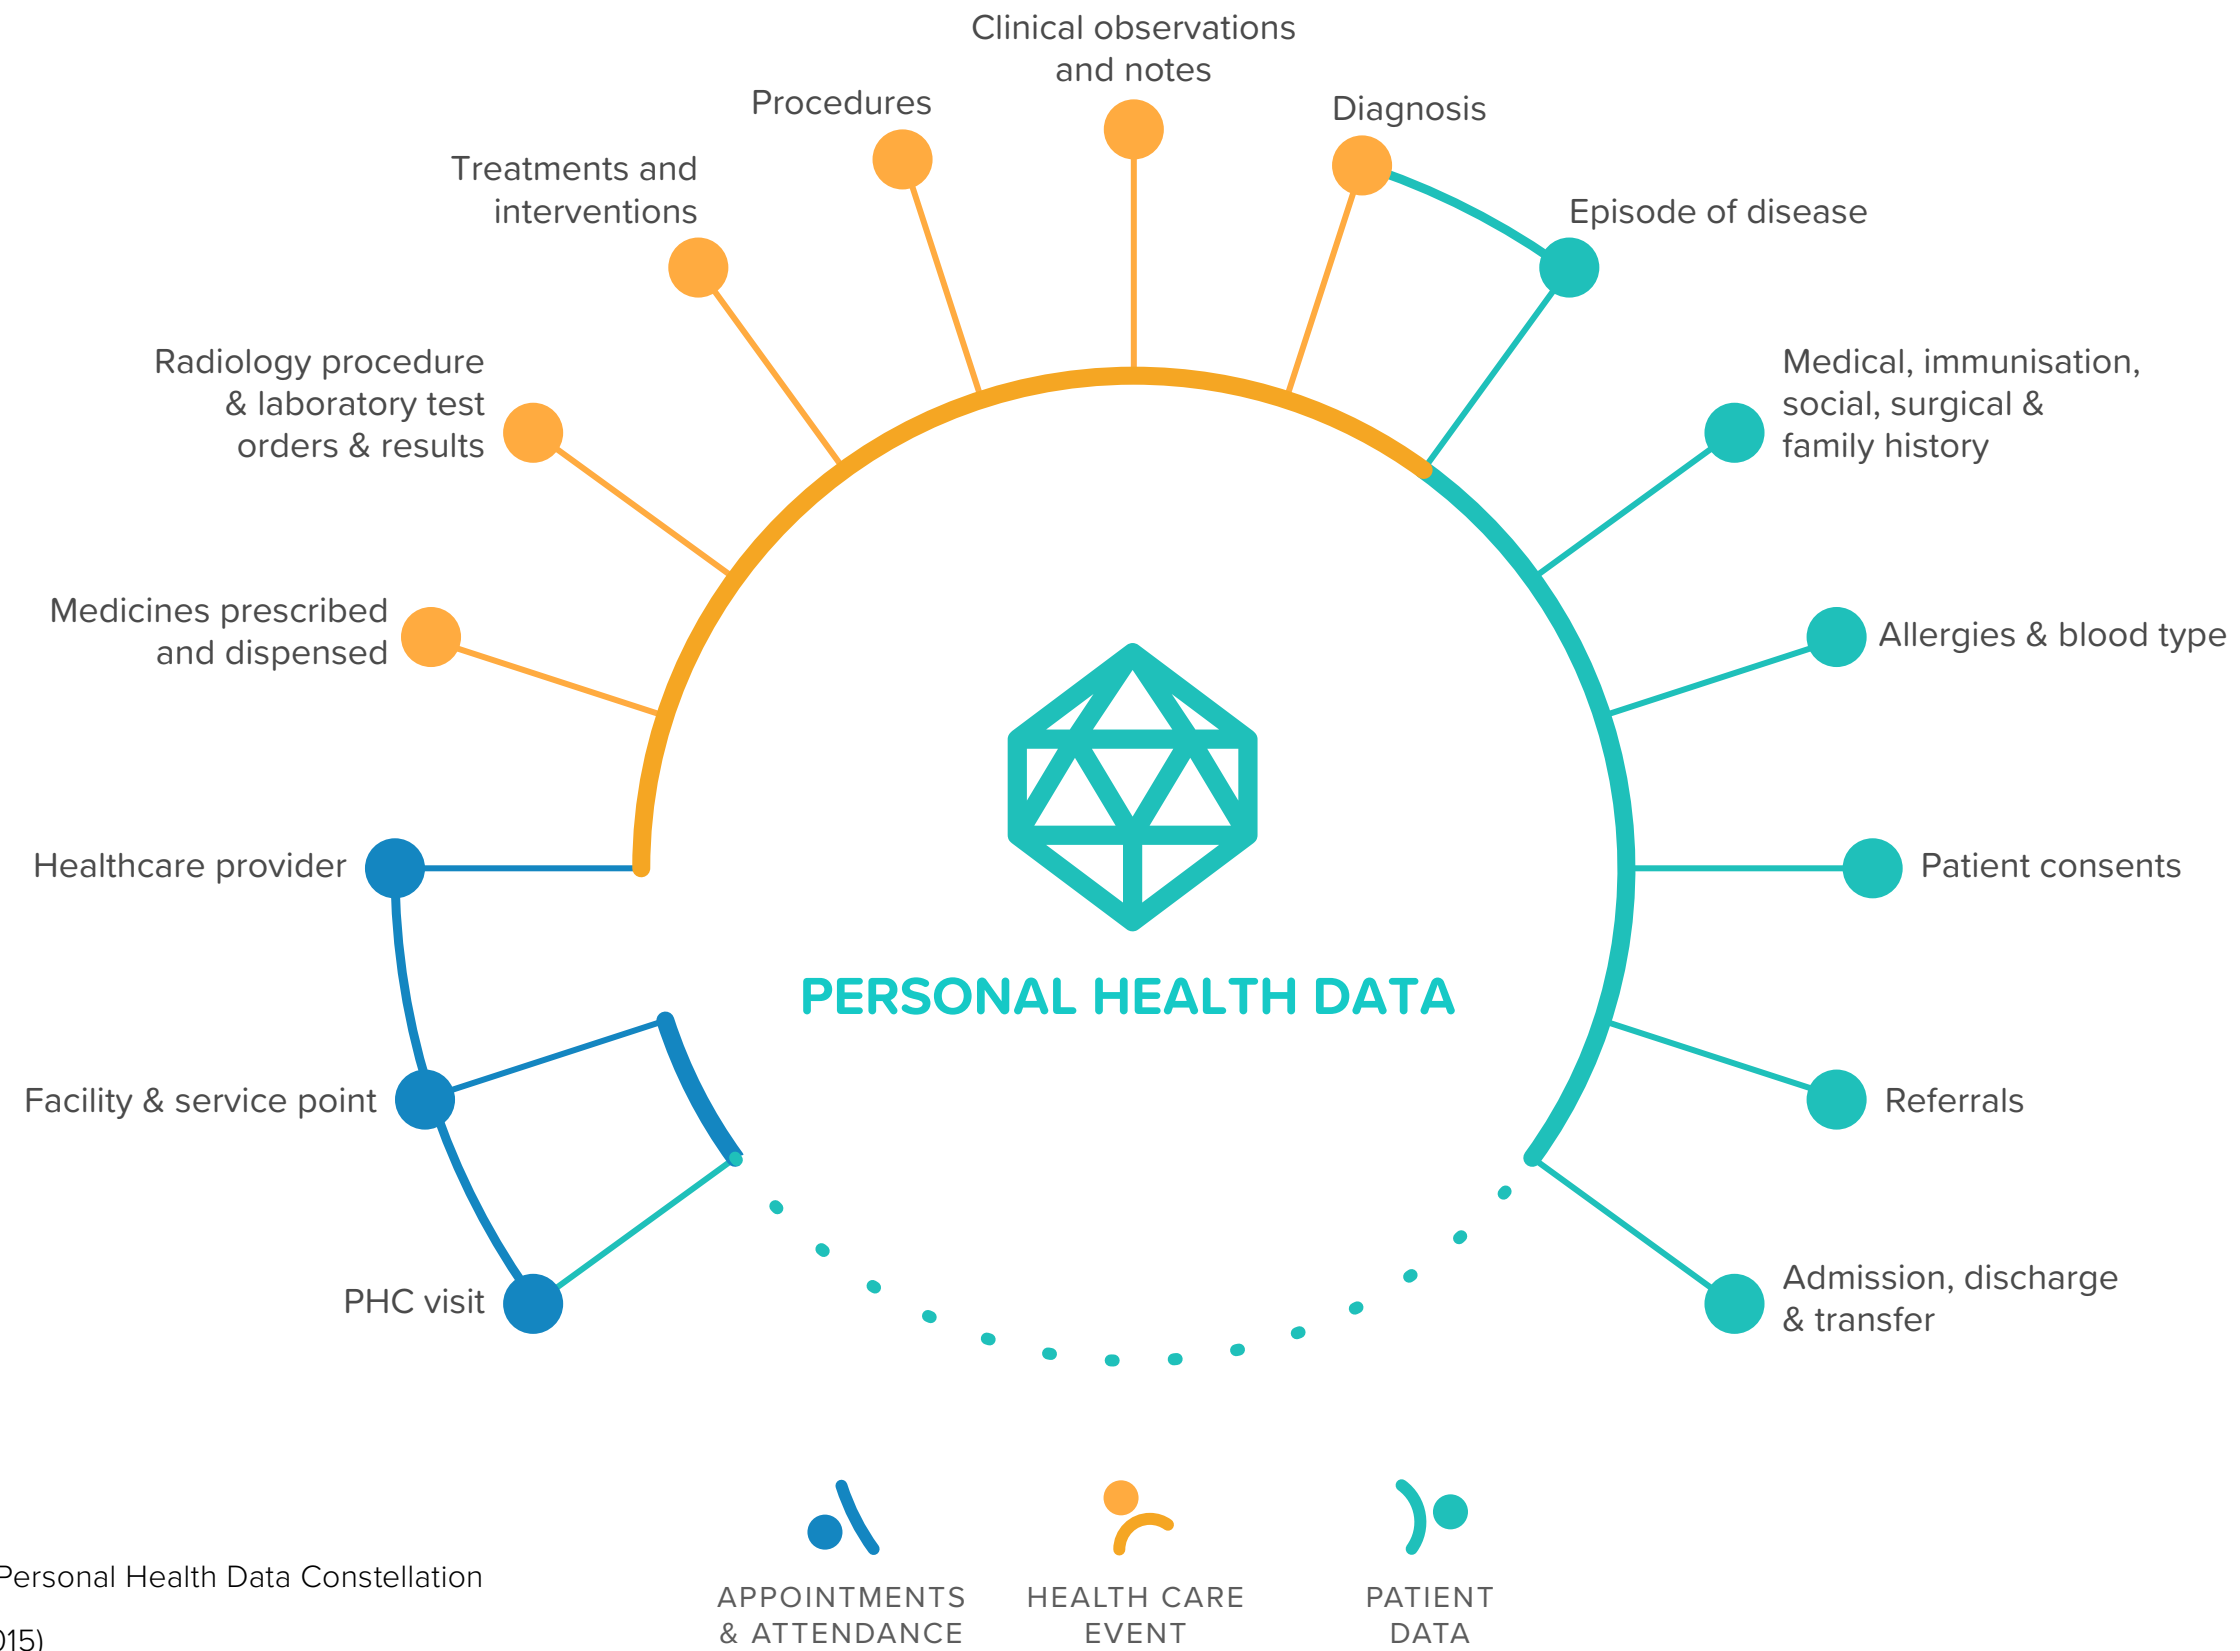 Clinical observations
and notes
Procedures
Diagnosis
Treatments and
interventions
Episode of disease
Radiology procedure
& laboratory test
orders & results
Medical, immunisation,
social, surgical &
family history
Medicines prescribed
and dispensed
Allergies & blood type
Healthcare provider
Patient consents
PERSONAL HEALTH DATA
Facility & service point
Referrals
PHC visit
Admission, discharge
& transfer
Personal Health Data Constellation
015)
APPOINTMENTS
& ATTENDANCE
HEALTH CARE
EVENT
PATIENT
DATA